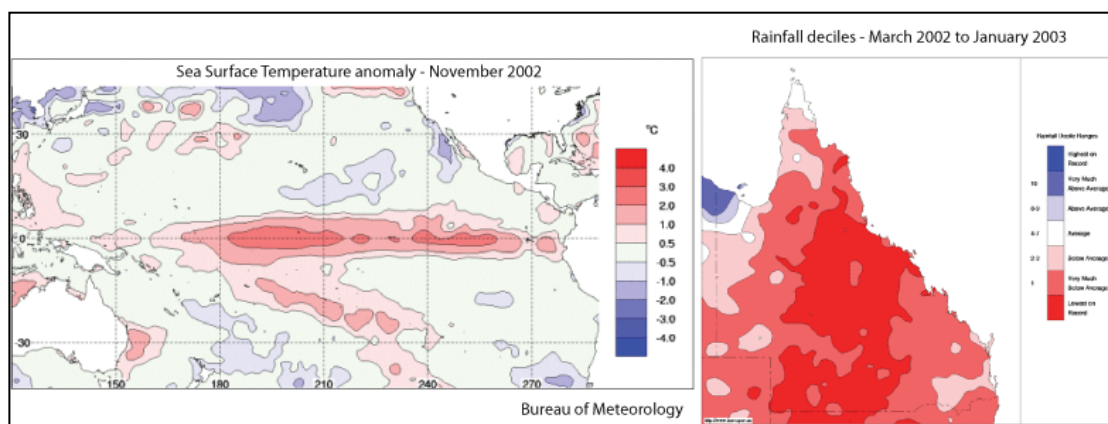 Rainfall deciles - March 2002 to January 2003
Sea Surface Temperature anomaly - November 2002
°C
4.0
3.0
2.0
1.0
0.5
-0.5
-1.0
-2.0
-3.0
-4.0
30
0
30
150
180
210
240
270
Bureau of Meteorology
Rainfall Decile Ranges
Highest on
Record
10
Very Much
Above Average
8-9
Above Average
4-7
Average
2-3
Below Average
1
Very Much
Below Average
Lowest on
Record